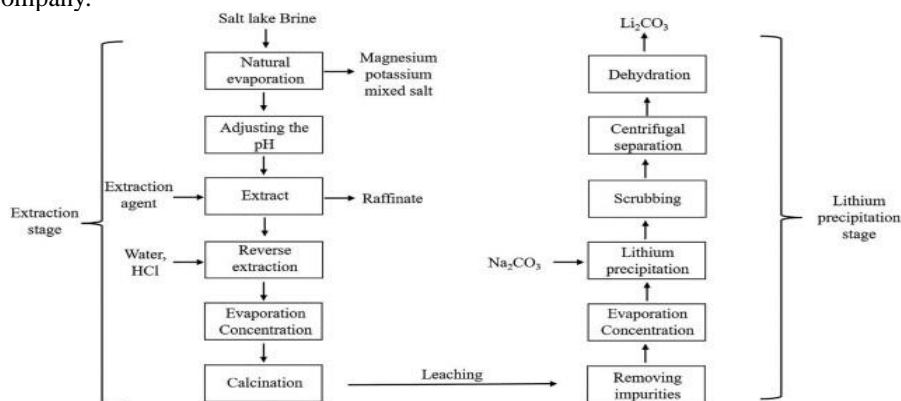 ompany.
Salt lake Brine
Natural
evaporation
Magnesium
potassium
mixed salt
Adjusting the
pH
Extraction
agent
Extract
Raffinate
Extraction
stage
Water,
HCl
Reverse
extraction
Evaporation
Concentration
Calcination
Leaching
Li₂CO₃
Dehydration
Centrifugal
separation
Scrubbing
Lithium
precipitation
stage
Na₂CO₃
Lithium
precipitation
Evaporation
Concentration
Removing
impurities